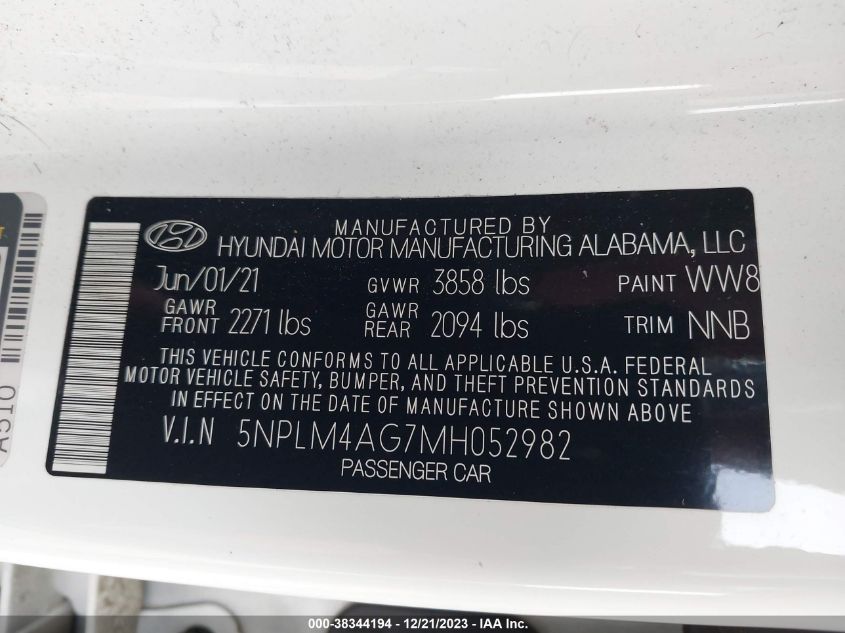 MANUFACTURED BY
HYUNDAI MOTOR MANUFACTURING ALABAMA, LLC
Jun/01/21 GVWR 3858 lbs PAINT WW8
GAWR FRONT 2271 lbs GAWR REAR 2094 lbs TRIM NNB
THIS VEHICLE CONFORMS TO ALL APPLICABLE U.S.A. FEDERAL
MOTOR VEHICLE SAFETY, BUMPER, AND THEFT PREVENTION STANDARDS
IN EFFECT ON THE DATE OF MANUFACTURE SHOWN ABOVE
V.I.N 5NPLM4AG7MH052982
PASSENGER CAR
A510
000-38344194 - 12/21/2023 - IAA Inc.